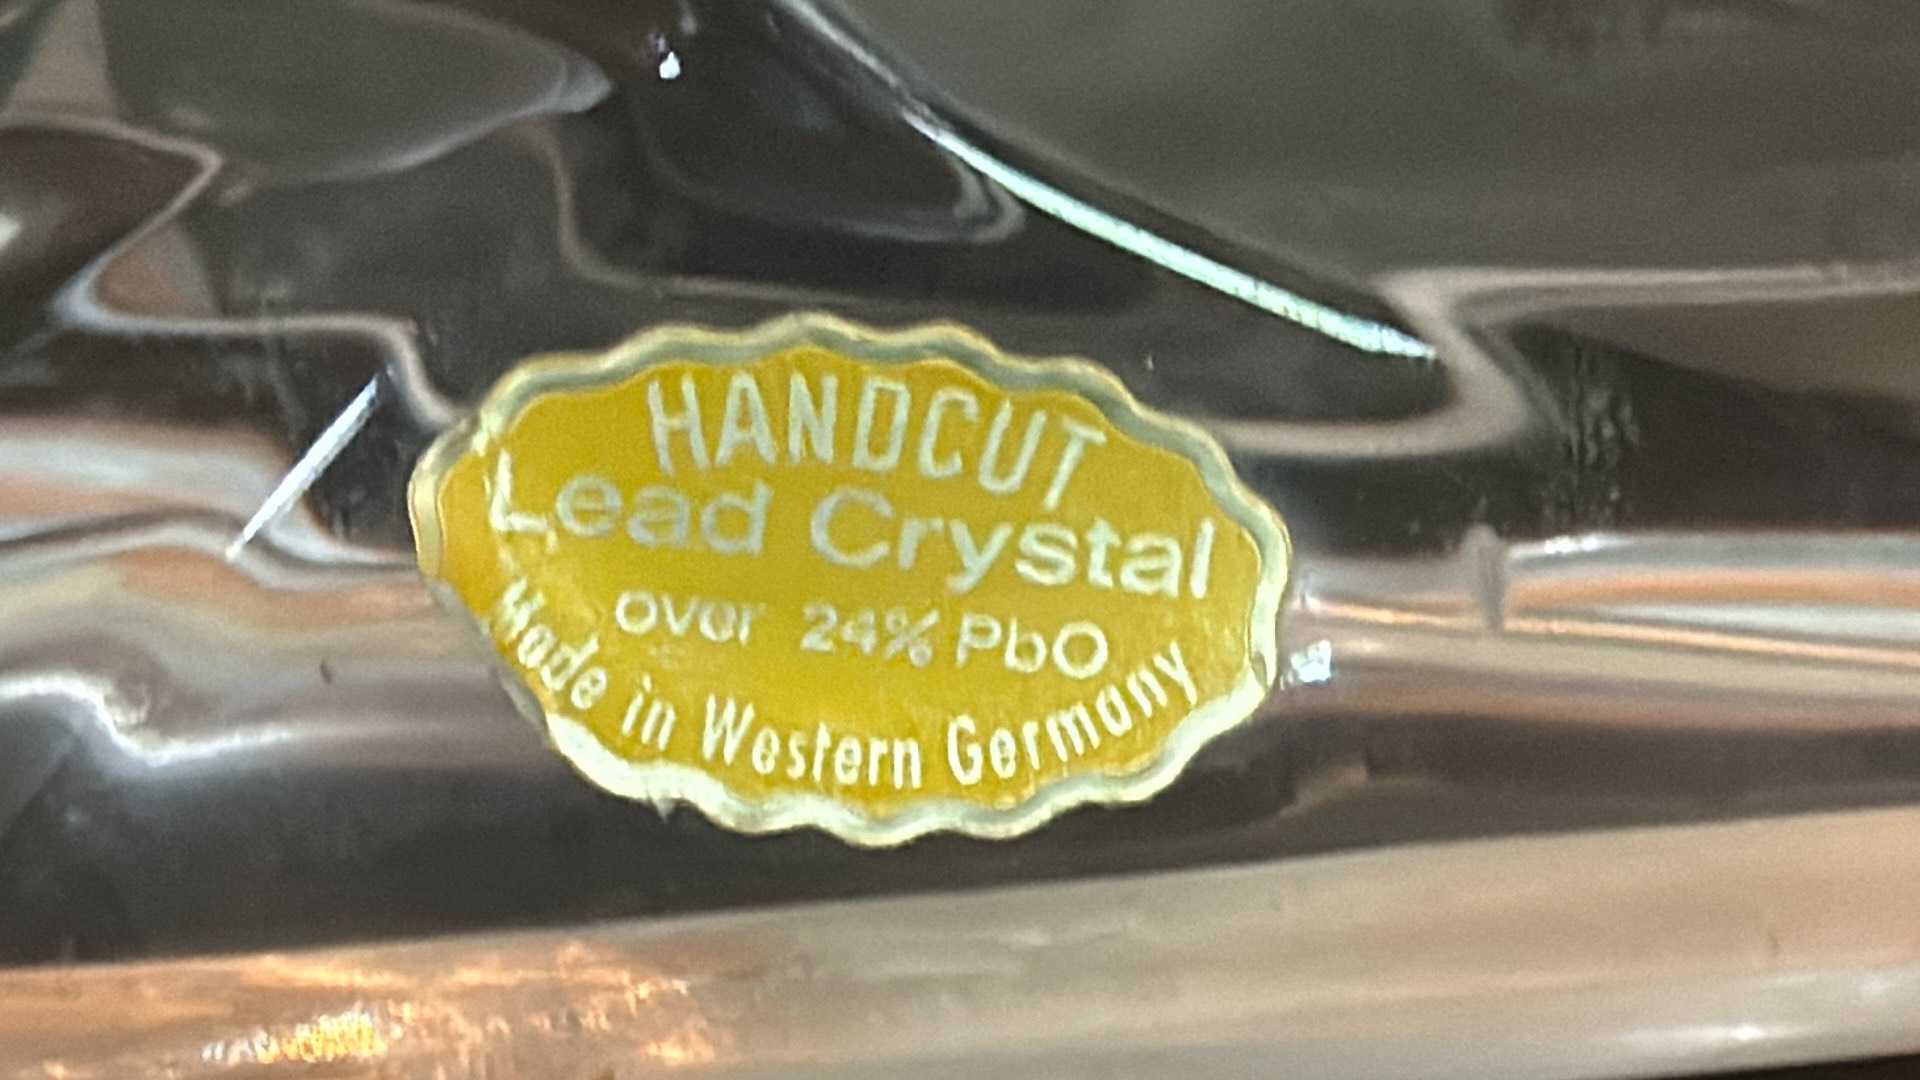 HANDCUT
Lead Crystal
over 24% PbO
Made in Western Germany